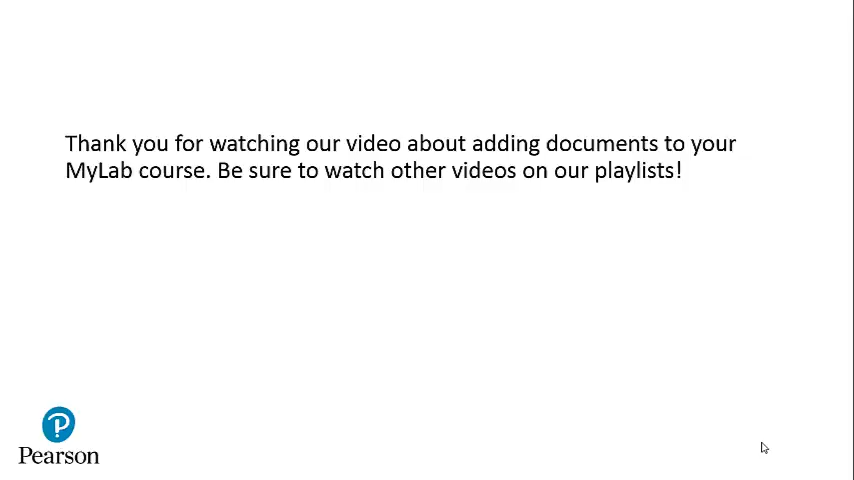 Thank you for watching our video about adding documents to your
MyLab course. Be sure to watch other videos on our playlists!
P
Pearson